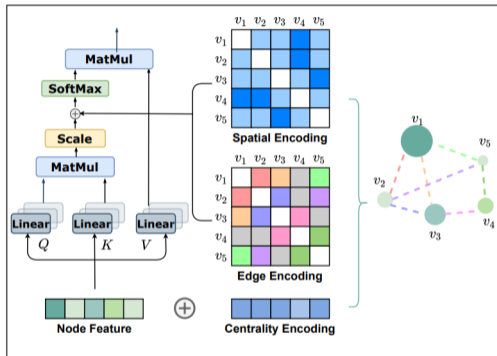 MatMul
SoftMax
Scale
MatMul
Linear Linear Linear
Q K V
Node Feature
v1 v2 v3 v4 v5
v1
v2
v3
v4
v5
Spatial Encoding
v1 v2 v3 v4 v5
v1
v2
v3
v4
v5
Edge Encoding
Centrality Encoding
v1
v5
v2
v3
v4